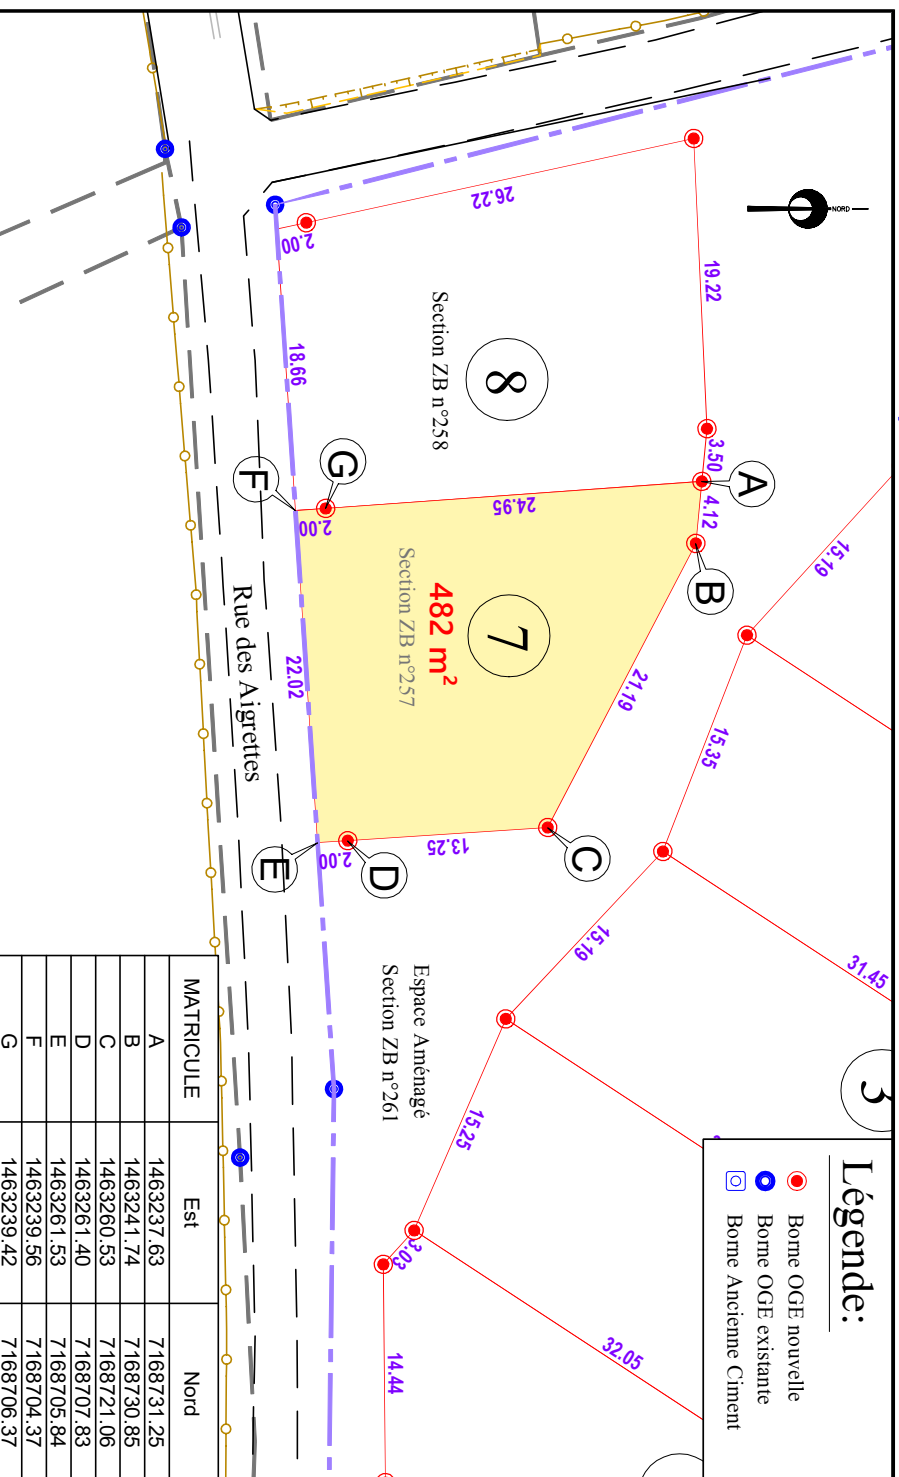 NORD
26.22
2.00
19.22
3.50
4.12
18.66
8
Section ZB n°258
A
B
C
D
E
F
G
24.95
2.00
21.19
13.25
2.00
22.02
7
482 m²
Section ZB n°257
Rue des Aigrettes
15.19
15.35
15.19
31.45
15.25
3.03
32.05
14.44
3
Espace Aménagé
Section ZB n°261
Légende:
Borne OGE nouvelle
Borne OGE existante
Borne Ancienne Ciment
MATRICULE Est Nord
A 1463237.63 7168731.25
B 1463241.74 7168730.85
C 1463260.53 7168721.06
D 1463261.40 7168707.83
E 1463261.53 7168705.84
F 1463239.56 7168704.37
G 1463239.42 7168706.37